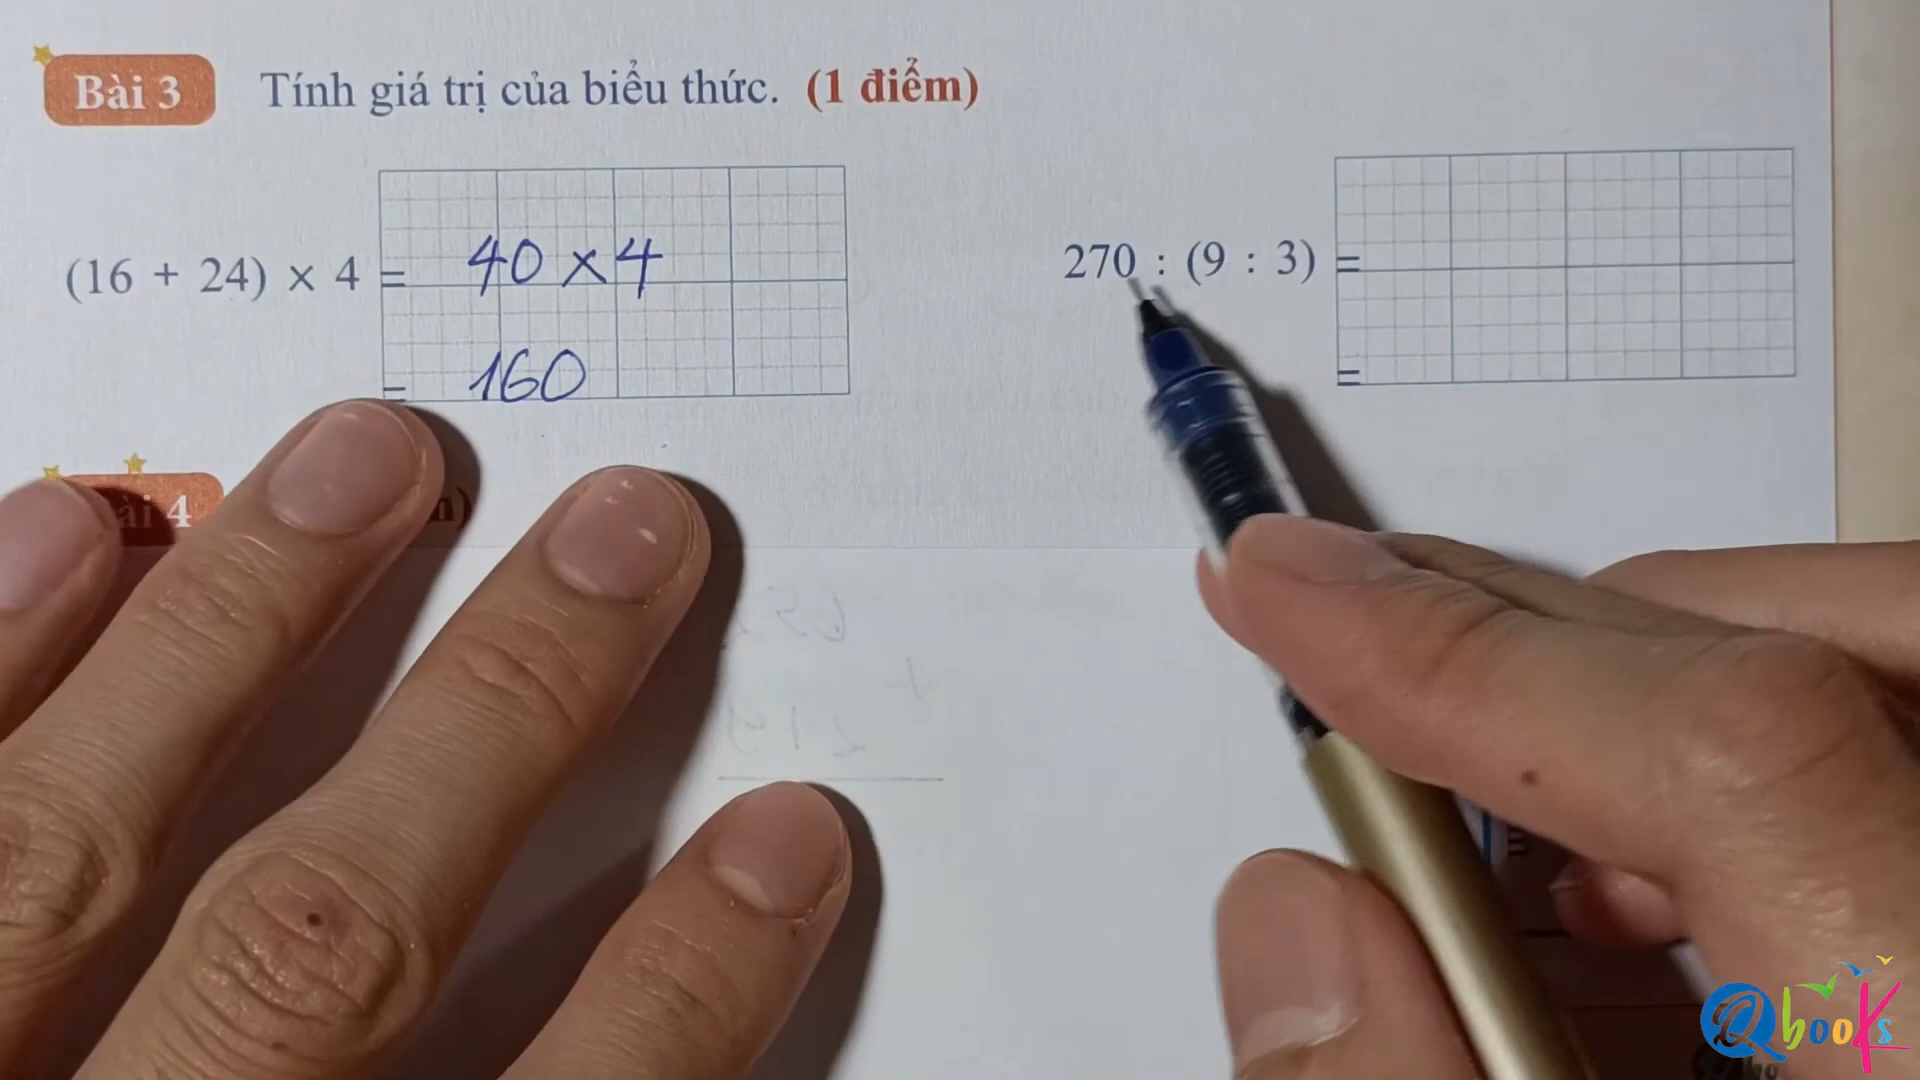 Bài 3 Tính giá trị của biểu thức. (1 điểm)
(16 + 24) × 4 = 40 × 4
= 160
270 : (9 : 3) =
=
4
Qbooks